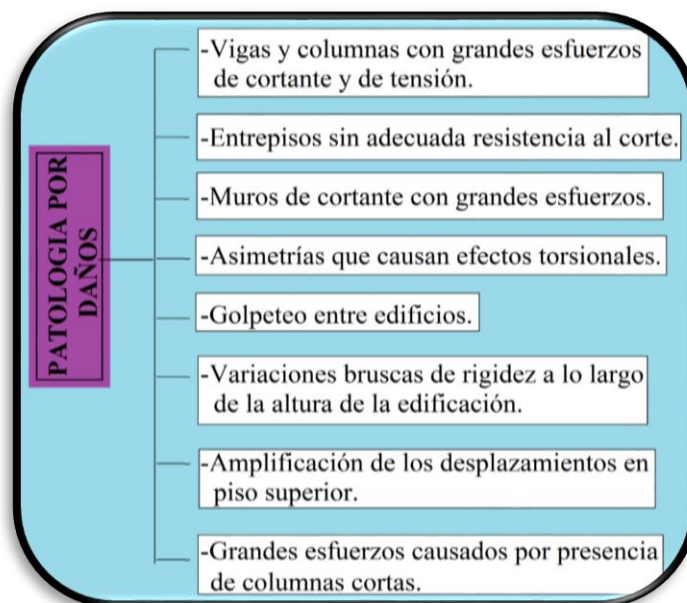 PATOLOGIA POR
DAÑOS
-Vigas y columnas con grandes esfuerzos
de cortante y de tensión.
-Entrepisos sin adecuada resistencia al corte.
-Muros de cortante con grandes esfuerzos.
-Asimetrías que causan efectos torsionales.
-Golpeteo entre edificios.
-Variaciones bruscas de rigidez a lo largo
de la altura de la edificación.
-Amplificación de los desplazamientos en
piso superior.
-Grandes esfuerzos causados por presencia
de columnas cortas.